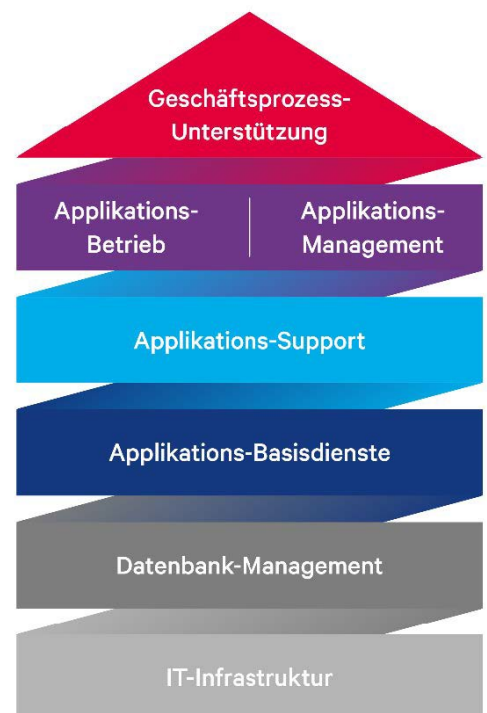 Geschäftsprozess-
Unterstützung
Applikations-
Betrieb
Applikations-
Management
Applikations-Support
Applikations-Basisdienste
Datenbank-Management
IT-Infrastruktur